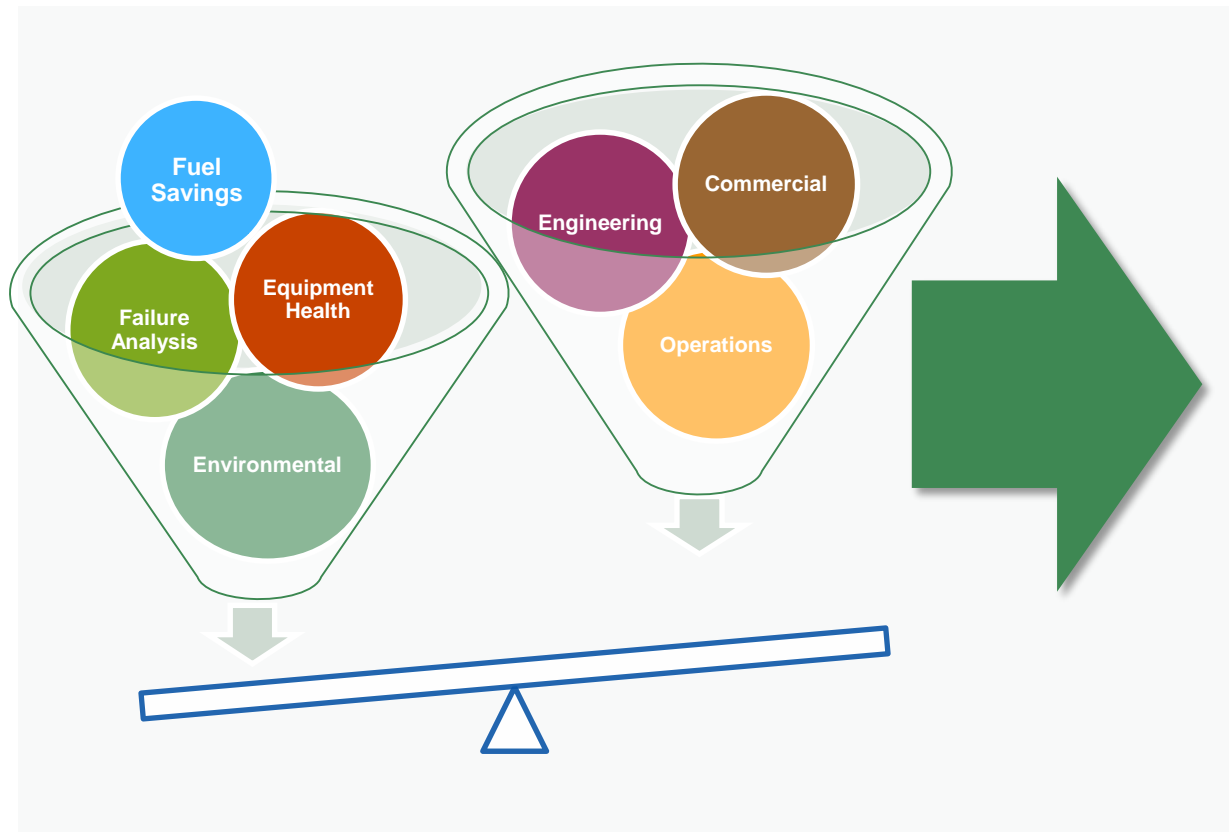 Fuel
Savings
Equipment
Health
Failure
Analysis
Environmental
Commercial
Engineering
Operations